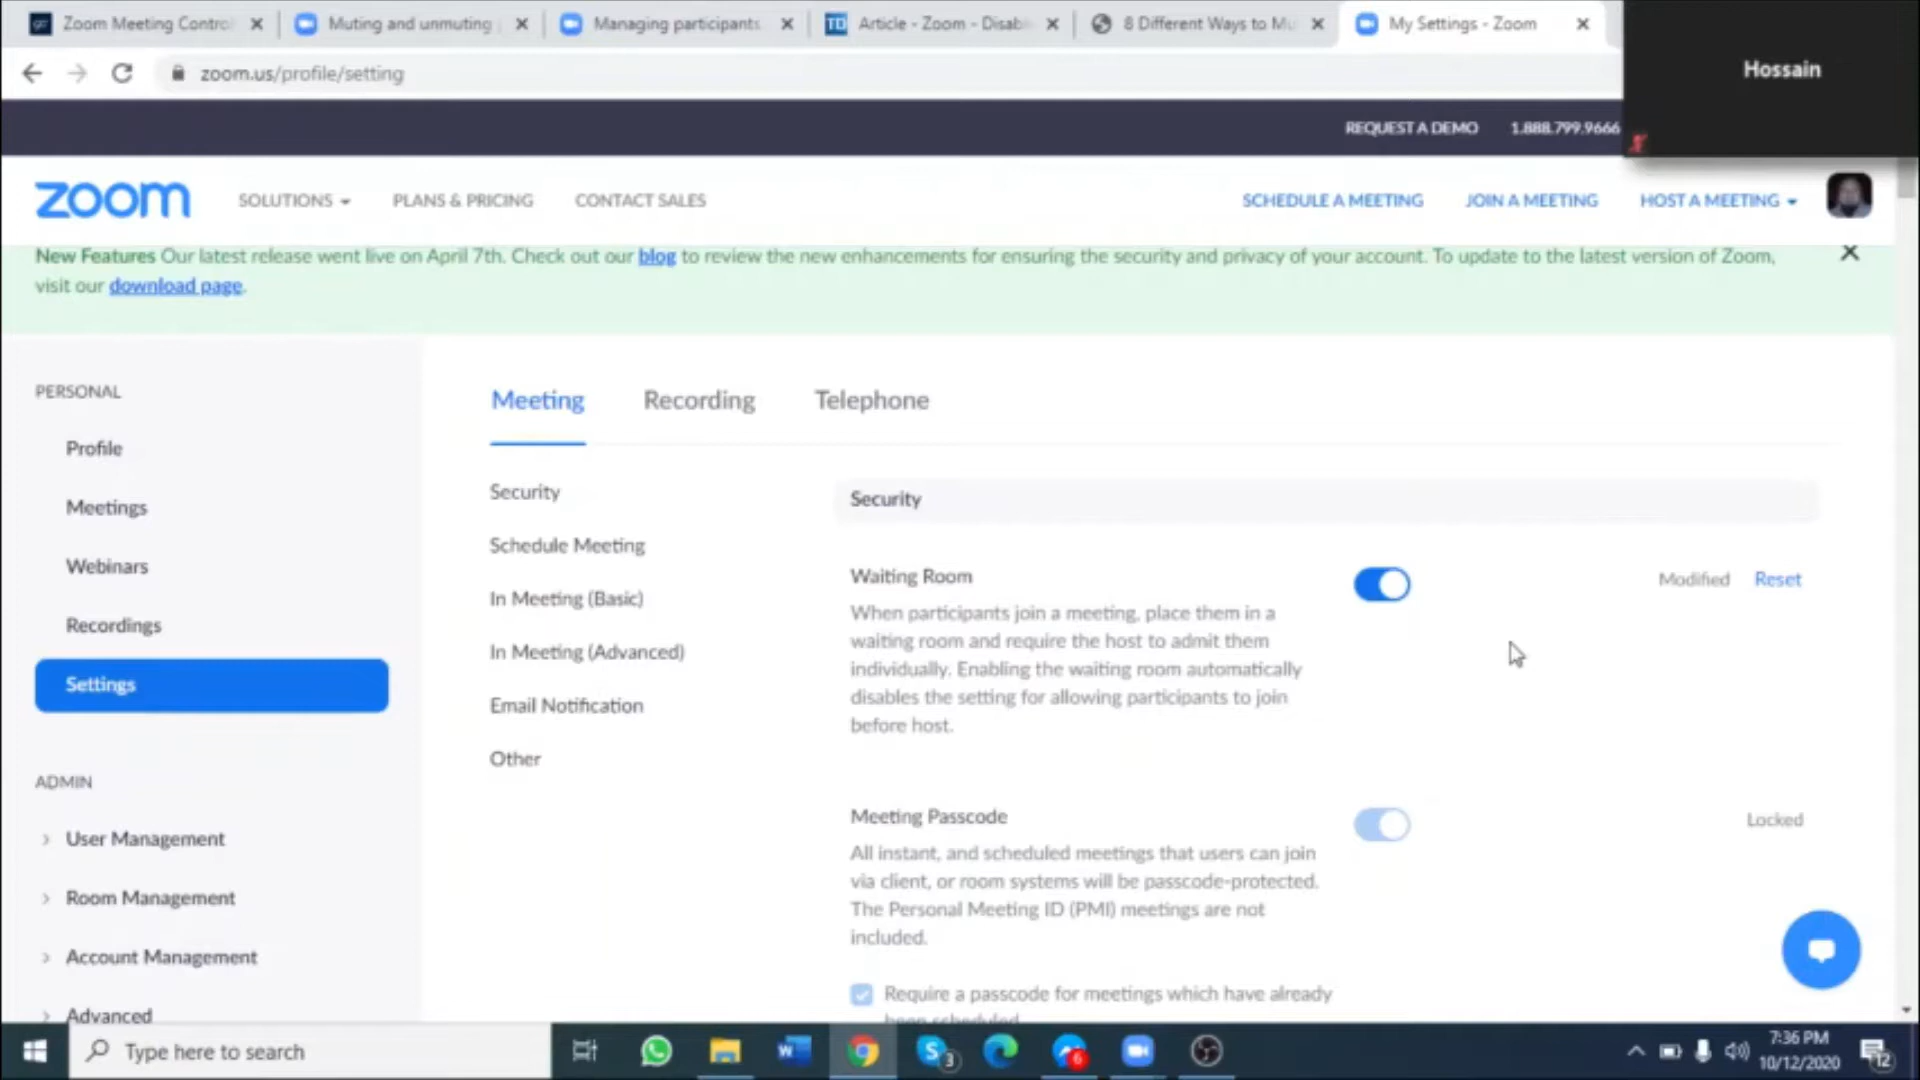 Zoom Meeting Contro
Muting and unmuting
Managing participants
TD
Article - Zoom - Disab
8 Different Ways to Mu
My Settings - Zoom
Hossain
zoom.us/profile/setting
REQUEST A DEMO
1.888.799.9666
zoom
SOLUTIONS
PLANS & PRICING
CONTACT SALES
SCHEDULE A MEETING
JOIN A MEETING
HOST A MEETING
New Features Our latest release went live on April 7th. Check out our blog to review the new enhancements for ensuring the security and privacy of your account. To update to the latest version of Zoom,
visit our download page.
PERSONAL
Profile
Meetings
Webinars
Recordings
Settings
ADMIN
User Management
Room Management
Account Management
Advanced
Meeting
Recording
Telephone
Security
Schedule Meeting
In Meeting (Basic)
In Meeting (Advanced)
Email Notification
Other
Security
Waiting Room
Modified
Reset
When participants join a meeting, place them in a
waiting room and require the host to admit them
individually. Enabling the waiting room automatically
disables the setting for allowing participants to join
before host.
Meeting Passcode
Locked
All instant, and scheduled meetings that users can join
via client, or room systems will be passcode-protected.
The Personal Meeting ID (PMI) meetings are not
included.
Require a passcode for meetings which have already
been scheduled
Type here to search
W
S
3
6
7:36 PM
10/12/2020
12